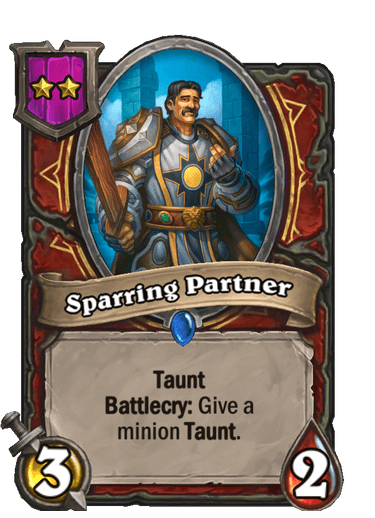 Sparring Partner
Taunt
Battlecry: Give a
minion Taunt.
3
2